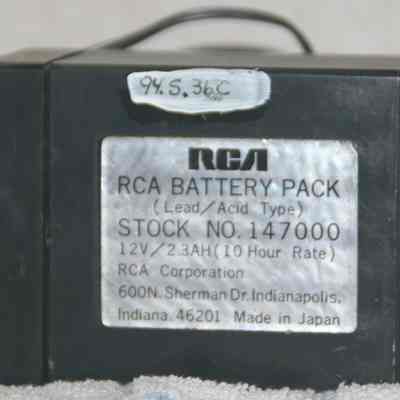 94.S.36C
RCA
RCA BATTERY PACK
(Lead/Acid Type)
STOCK NO. 147000
12V/2.3AH(10 Hour Rate)
RCA Corporation
600N. Sherman Dr. Indianapolis,
Indiana. 46201 Made in Japan